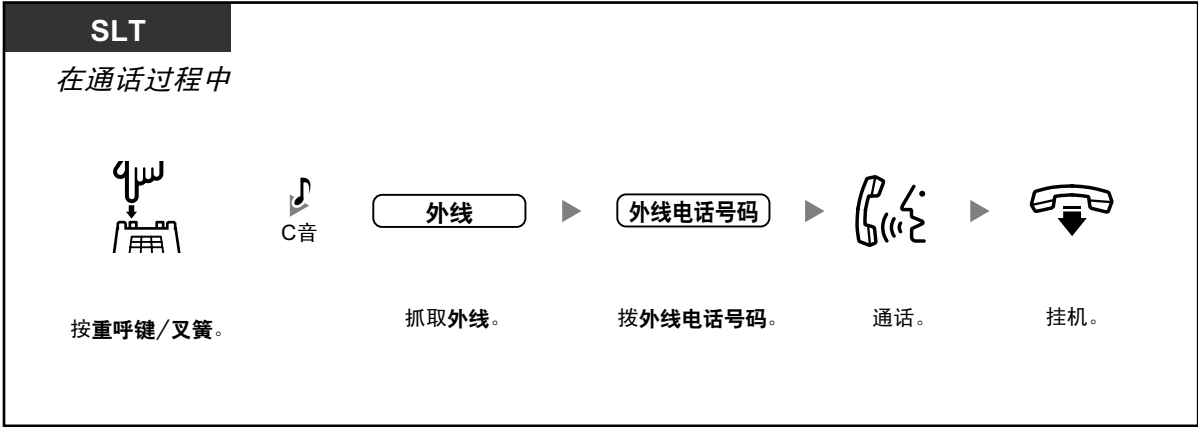 SLT
在通话过程中
C音
外线
外线电话号码
按重呼键/叉簧。
抓取外线。
拨外线电话号码。
通话。
挂机。